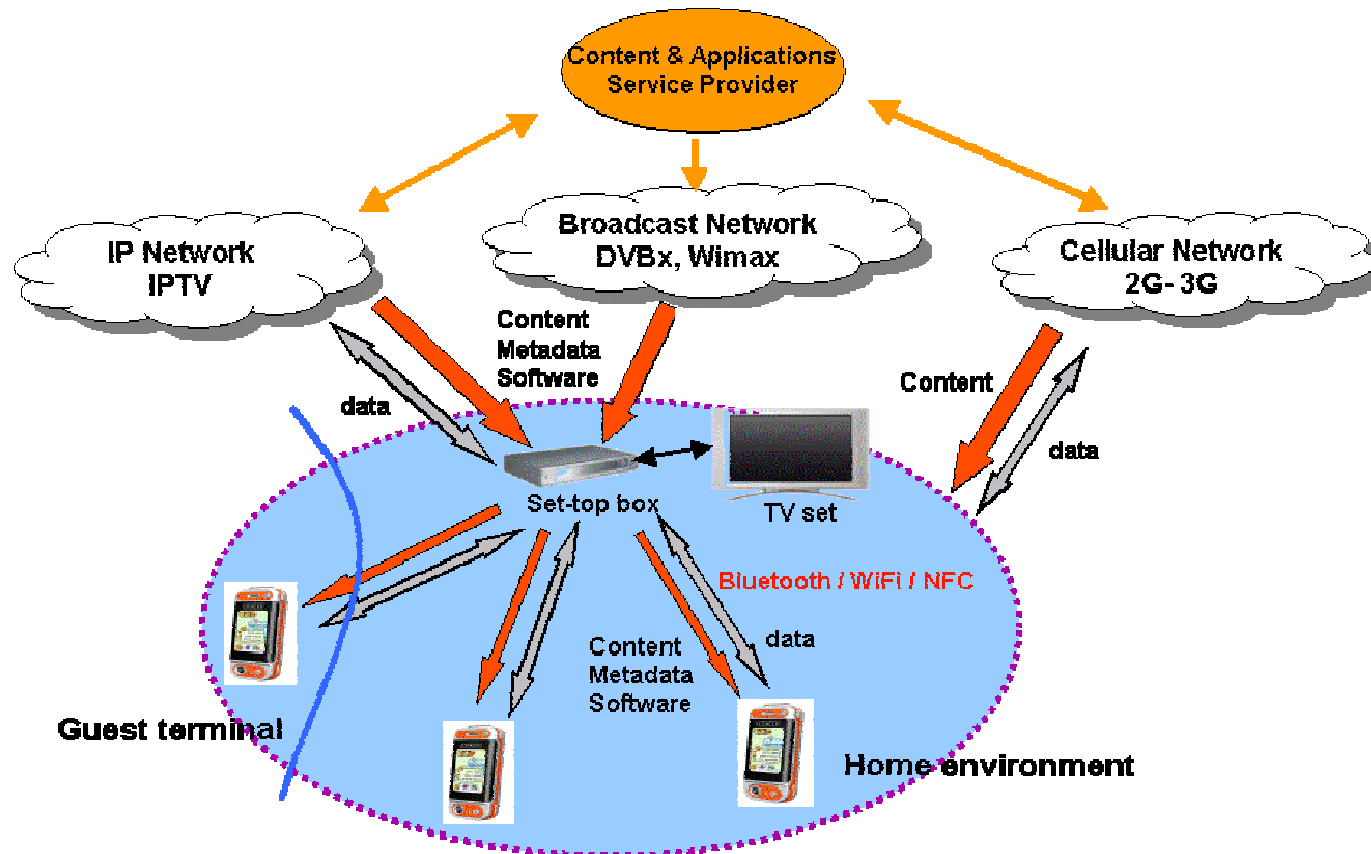 Content & Applications
Service Provider
IP Network
IPTV
Broadcast Network
DVBx, Wimax
Cellular Network
2G- 3G
Content
Metadata
Software
data
Content
data
Set-top box
TV set
Bluetooth / WiFi / NFC
data
Content
Metadata
Software
Guest terminal
Home environment